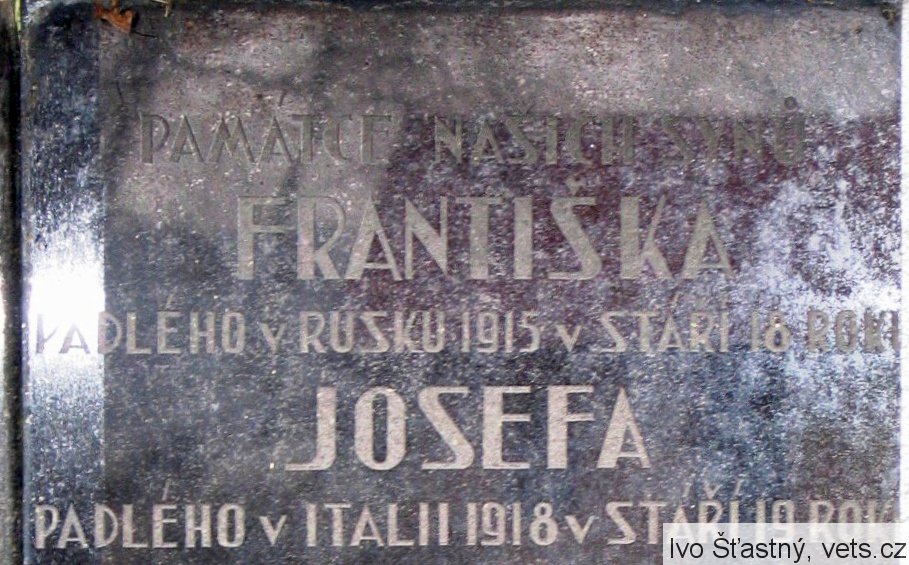 PAMÁTCE NAŠICH SYNŮ
FRANTIŠKA
PADLÉHO V RUSKU 1915 V STÁŘÍ 18 ROKŮ
JOSEFA
PADLÉHO V ITALII 1918 V STÁŘÍ 19 ROKŮ
Ivo Šťastný, vets.cz